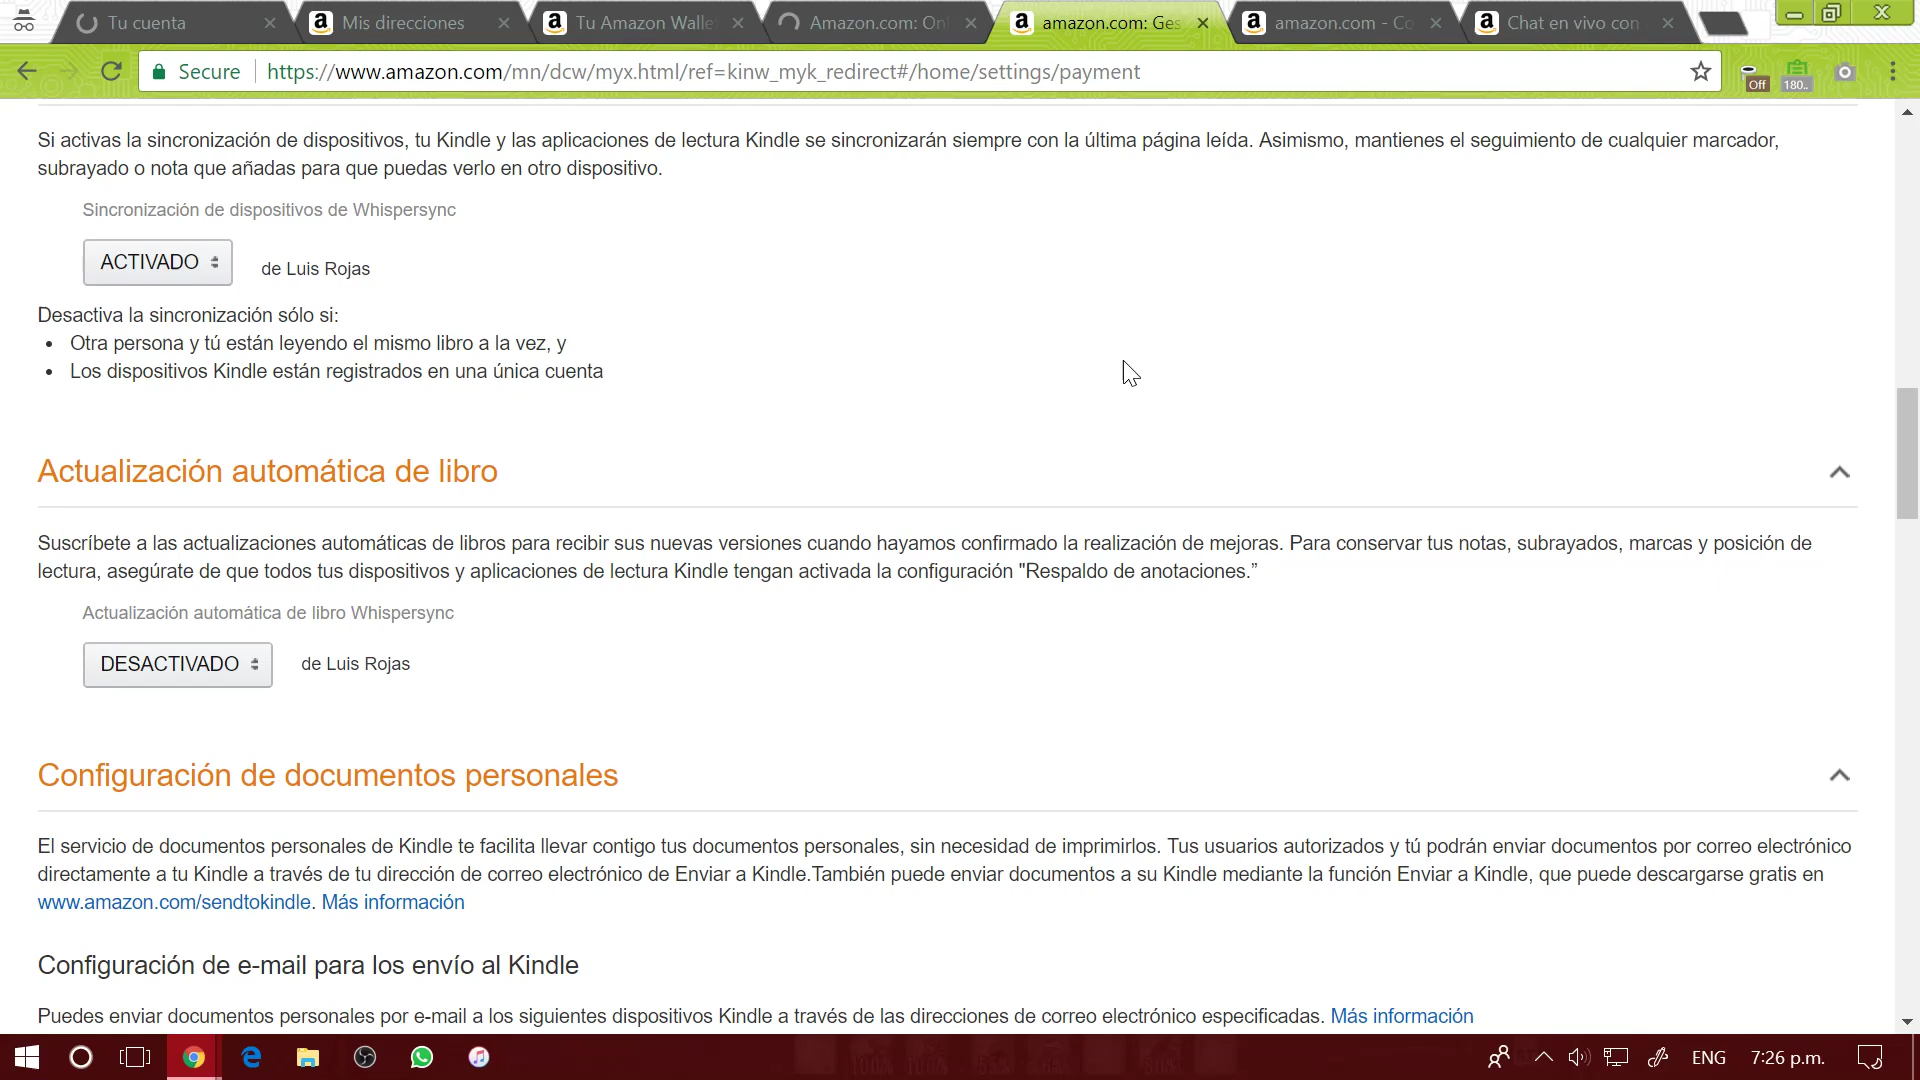 Tu cuenta
Mis direcciones
Tu Amazon Walle
Amazon.com: Onl
amazon.com: Ges
amazon.com - Co
Chat en vivo con
Secure
https://www.amazon.com/mn/dcw/myx.html/ref=kinw_myk_redirect#/home/settings/payment
Off
180..
Si activas la sincronización de dispositivos, tu Kindle y las aplicaciones de lectura Kindle se sincronizarán siempre con la última página leída. Asimismo, mantienes el seguimiento de cualquier marcador,
subrayado o nota que añadas para que puedas verlo en otro dispositivo.
Sincronización de dispositivos de Whispersync
ACTIVADO
de Luis Rojas
Desactiva la sincronización sólo si:
• Otra persona y tú están leyendo el mismo libro a la vez, y
• Los dispositivos Kindle están registrados en una única cuenta
Actualización automática de libro
Suscríbete a las actualizaciones automáticas de libros para recibir sus nuevas versiones cuando hayamos confirmado la realización de mejoras. Para conservar tus notas, subrayados, marcas y posición de
lectura, asegúrate de que todos tus dispositivos y aplicaciones de lectura Kindle tengan activada la configuración "Respaldo de anotaciones.”
Actualización automática de libro Whispersync
DESACTIVADO
de Luis Rojas
Configuración de documentos personales
El servicio de documentos personales de Kindle te facilita llevar contigo tus documentos personales, sin necesidad de imprimirlos. Tus usuarios autorizados y tú podrán enviar documentos por correo electrónico
directamente a tu Kindle a través de tu dirección de correo electrónico de Enviar a Kindle.También puede enviar documentos a su Kindle mediante la función Enviar a Kindle, que puede descargarse gratis en
www.amazon.com/sendtokindle. Más información
Configuración de e-mail para los envío al Kindle
Puedes enviar documentos personales por e-mail a los siguientes dispositivos Kindle a través de las direcciones de correo electrónico especificadas. Más información
ENG
7:26 p.m.